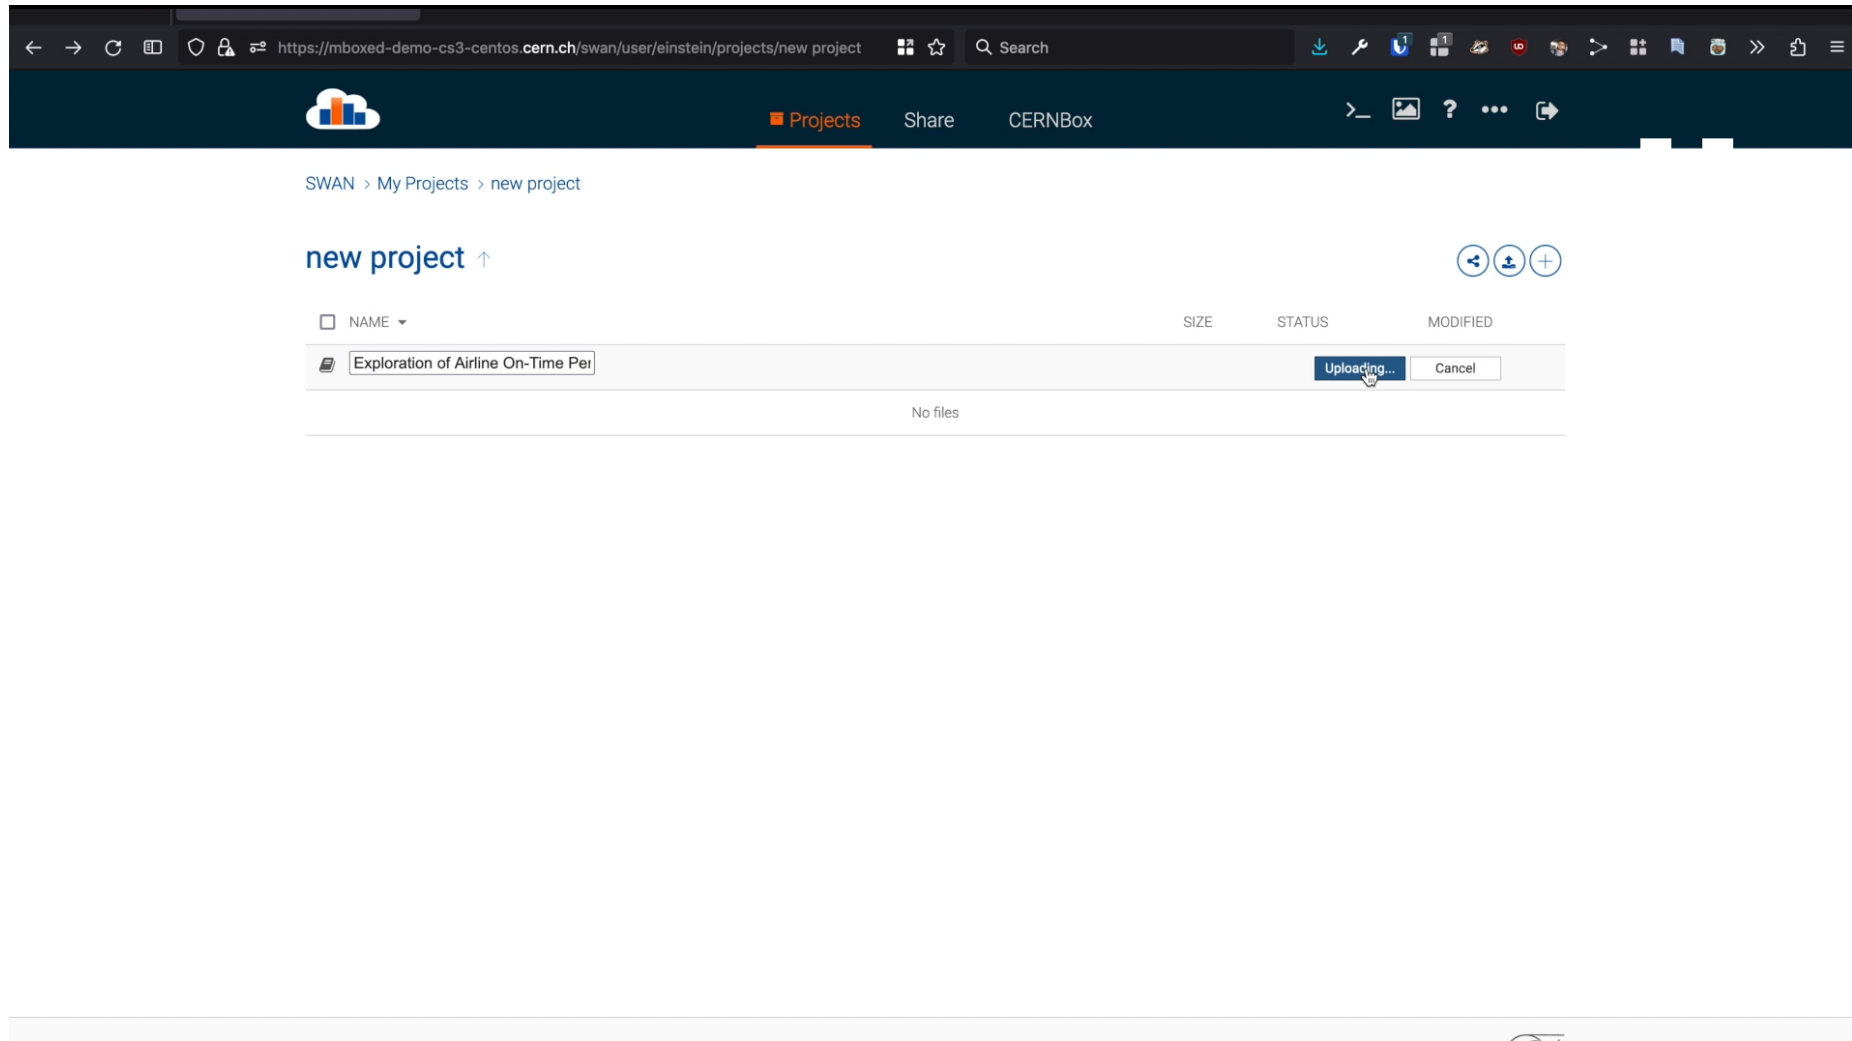 https://mboxed-demo-cs3-centos.cern.ch/swan/user/einstein/projects/new project
Search
1
1
Projects
Share
CERNBox
SWAN > My Projects > new project
new project
NAME
SIZE
STATUS
MODIFIED
Exploration of Airline On-Time Per
Uploading...
Cancel
No files